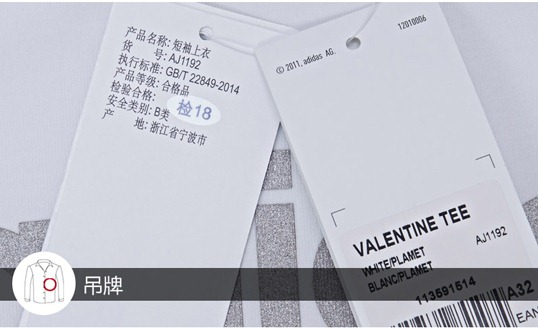 产品名称: 短袖上衣
货 号: AJ1192
执行标准: GB/T 22849-2014
产品等级: 合格品
检验合格: 检18
安全类别: B类
产 地: 浙江省宁波市
12010006
© 2011, adidas AG.
VALENTINE TEE
WHITE/PLAMET
BLANC/PLAMET
AJ1192
113591514
A32
EAN
吊牌